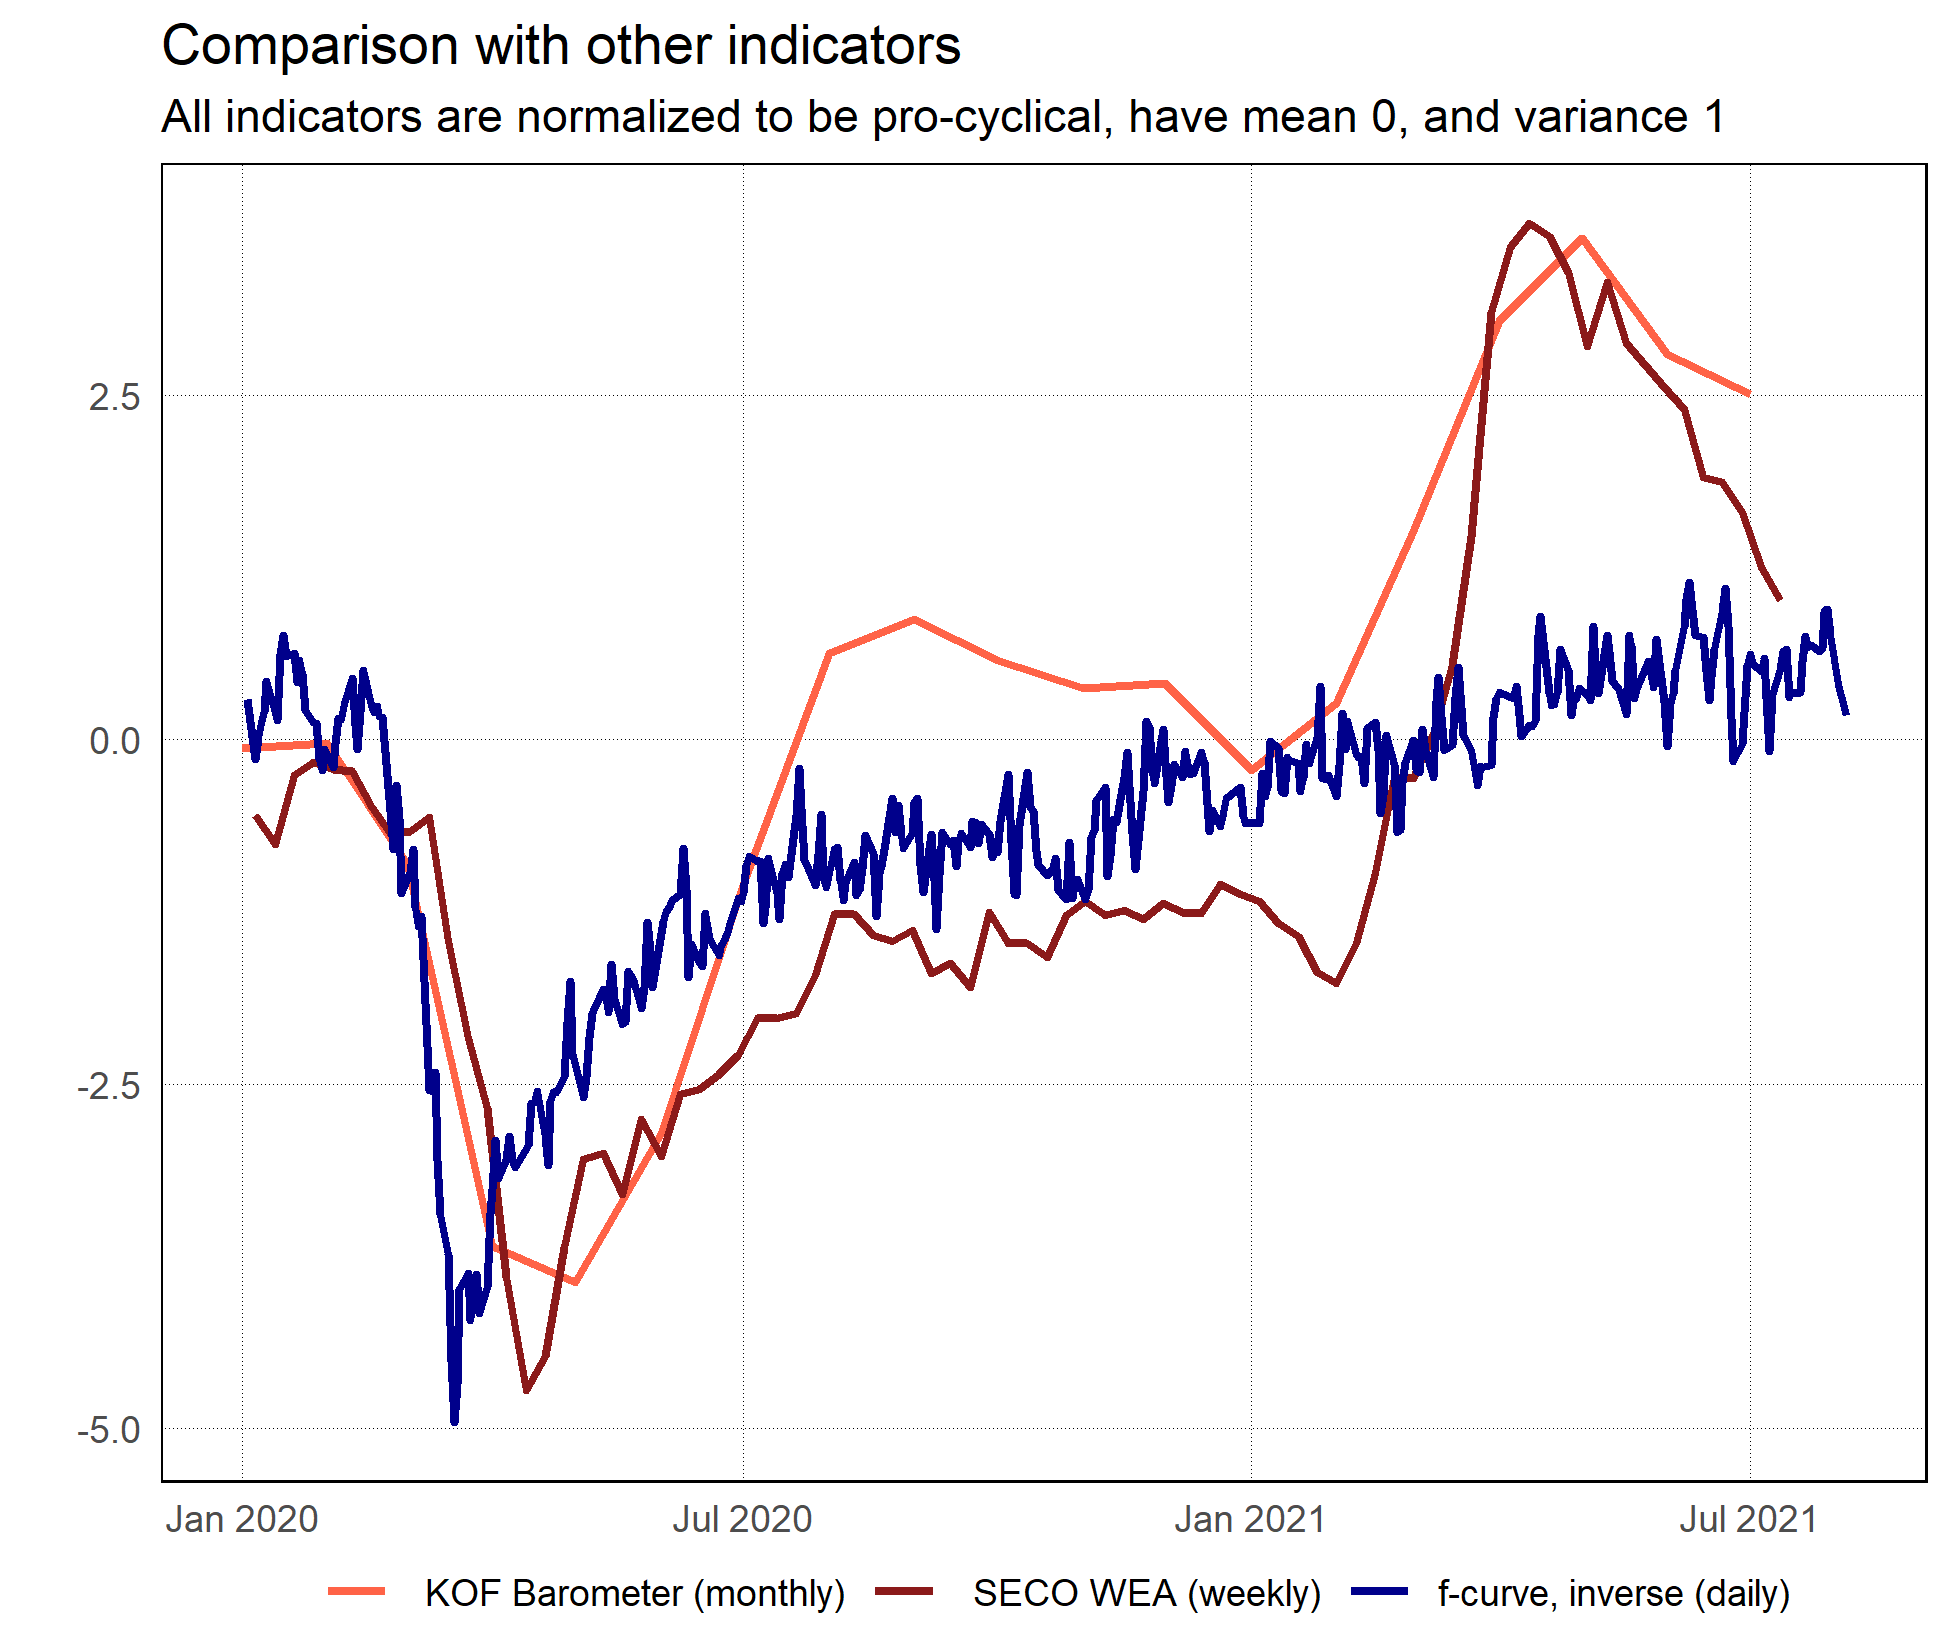 Comparison with other indicators
All indicators are normalized to be pro-cyclical, have mean 0, and variance 1
2.5
0.0
-2.5
-5.0
Jan 2020 Jul 2020 Jan 2021 Jul 2021
KOF Barometer (monthly) SECO WEA (weekly) f-curve, inverse (daily)